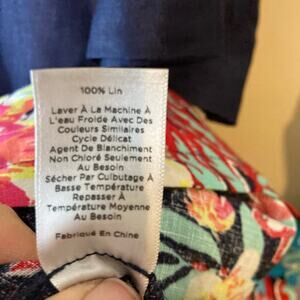 100% Lin
Laver À La Machine À
L'eau Froide Avec Des
Couleurs Similaires
Cycle Délicat
Agent De Blanchiment
Non Chloré Seulement
Au Besoin
Sécher Par Culbutage À
Basse Température
Repasser À
Température Moyenne
Au Besoin
Fabriqué En Chine